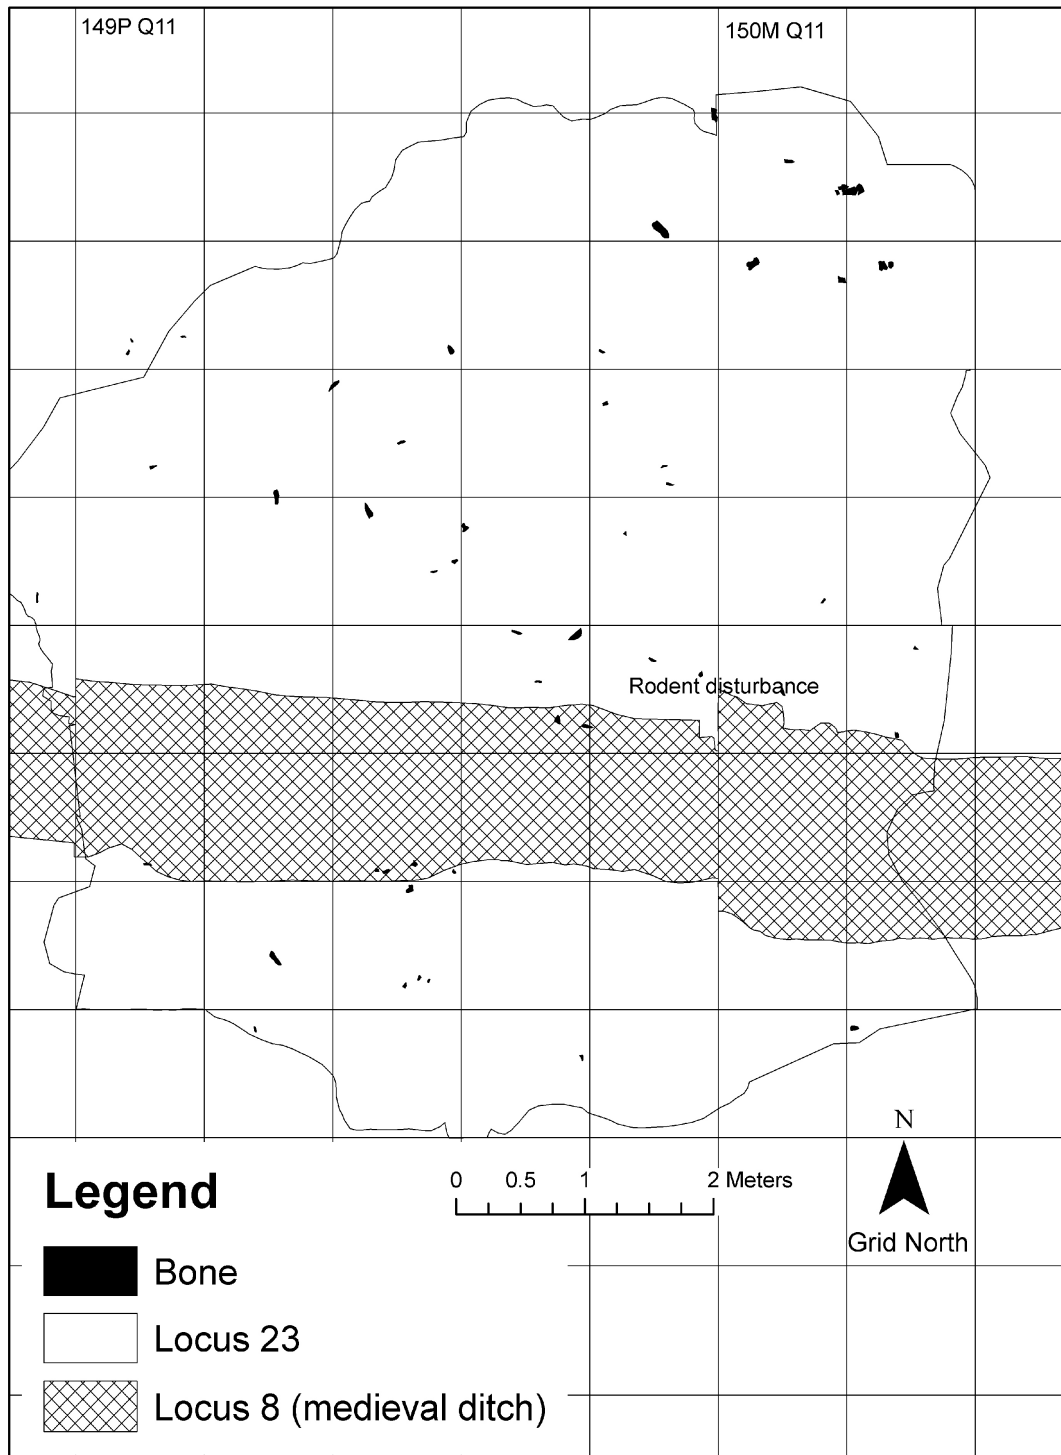 149P Q11
150M Q11
Rodent disturbance
N
Grid North
0 0.5 1 2 Meters
Legend
Bone
Locus 23
Locus 8 (medieval ditch)